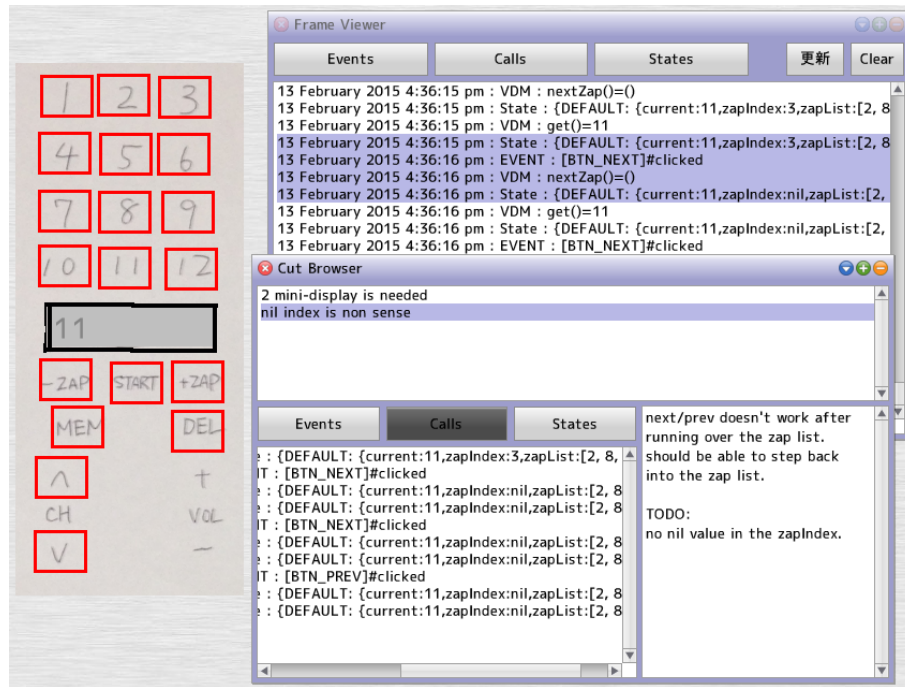 1 2 3
4 5 6
7 8 9
10 11 12
11
-ZAP START +ZAP
MEM DEL
^ +
CH VOL
V -
Frame Viewer
Events Calls States 更新 Clear
13 February 2015 4:36:15 pm : VDM : nextZap()=()
13 February 2015 4:36:15 pm : State : {DEFAULT: {current:11,zapIndex:3,zapList:[2, 8
13 February 2015 4:36:15 pm : VDM : get()=11
13 February 2015 4:36:15 pm : State : {DEFAULT: {current:11,zapIndex:3,zapList:[2, 8
13 February 2015 4:36:16 pm : EVENT : [BTN_NEXT]#clicked
13 February 2015 4:36:16 pm : VDM : nextZap()=()
13 February 2015 4:36:16 pm : State : {DEFAULT: {current:11,zapIndex:nil,zapList:[2,
13 February 2015 4:36:16 pm : VDM : get()=11
13 February 2015 4:36:16 pm : State : {DEFAULT: {current:11,zapIndex:nil,zapList:[2,
13 February 2015 4:36:16 pm : EVENT : [BTN_NEXT]#clicked
Cut Browser
2 mini-display is needed
nil index is non sense
Events Calls States
e : {DEFAULT: {current:11,zapIndex:3,zapList:[2, 8,
NT : [BTN_NEXT]#clicked
e : {DEFAULT: {current:11,zapIndex:nil,zapList:[2, 8
e : {DEFAULT: {current:11,zapIndex:nil,zapList:[2, 8
NT : [BTN_NEXT]#clicked
e : {DEFAULT: {current:11,zapIndex:nil,zapList:[2, 8
e : {DEFAULT: {current:11,zapIndex:nil,zapList:[2, 8
NT : [BTN_PREV]#clicked
e : {DEFAULT: {current:11,zapIndex:nil,zapList:[2, 8
e : {DEFAULT: {current:11,zapIndex:nil,zapList:[2, 8
next/prev doesn't work after
running over the zap list.
should be able to step back
into the zap list.
TODO:
no nil value in the zapIndex.